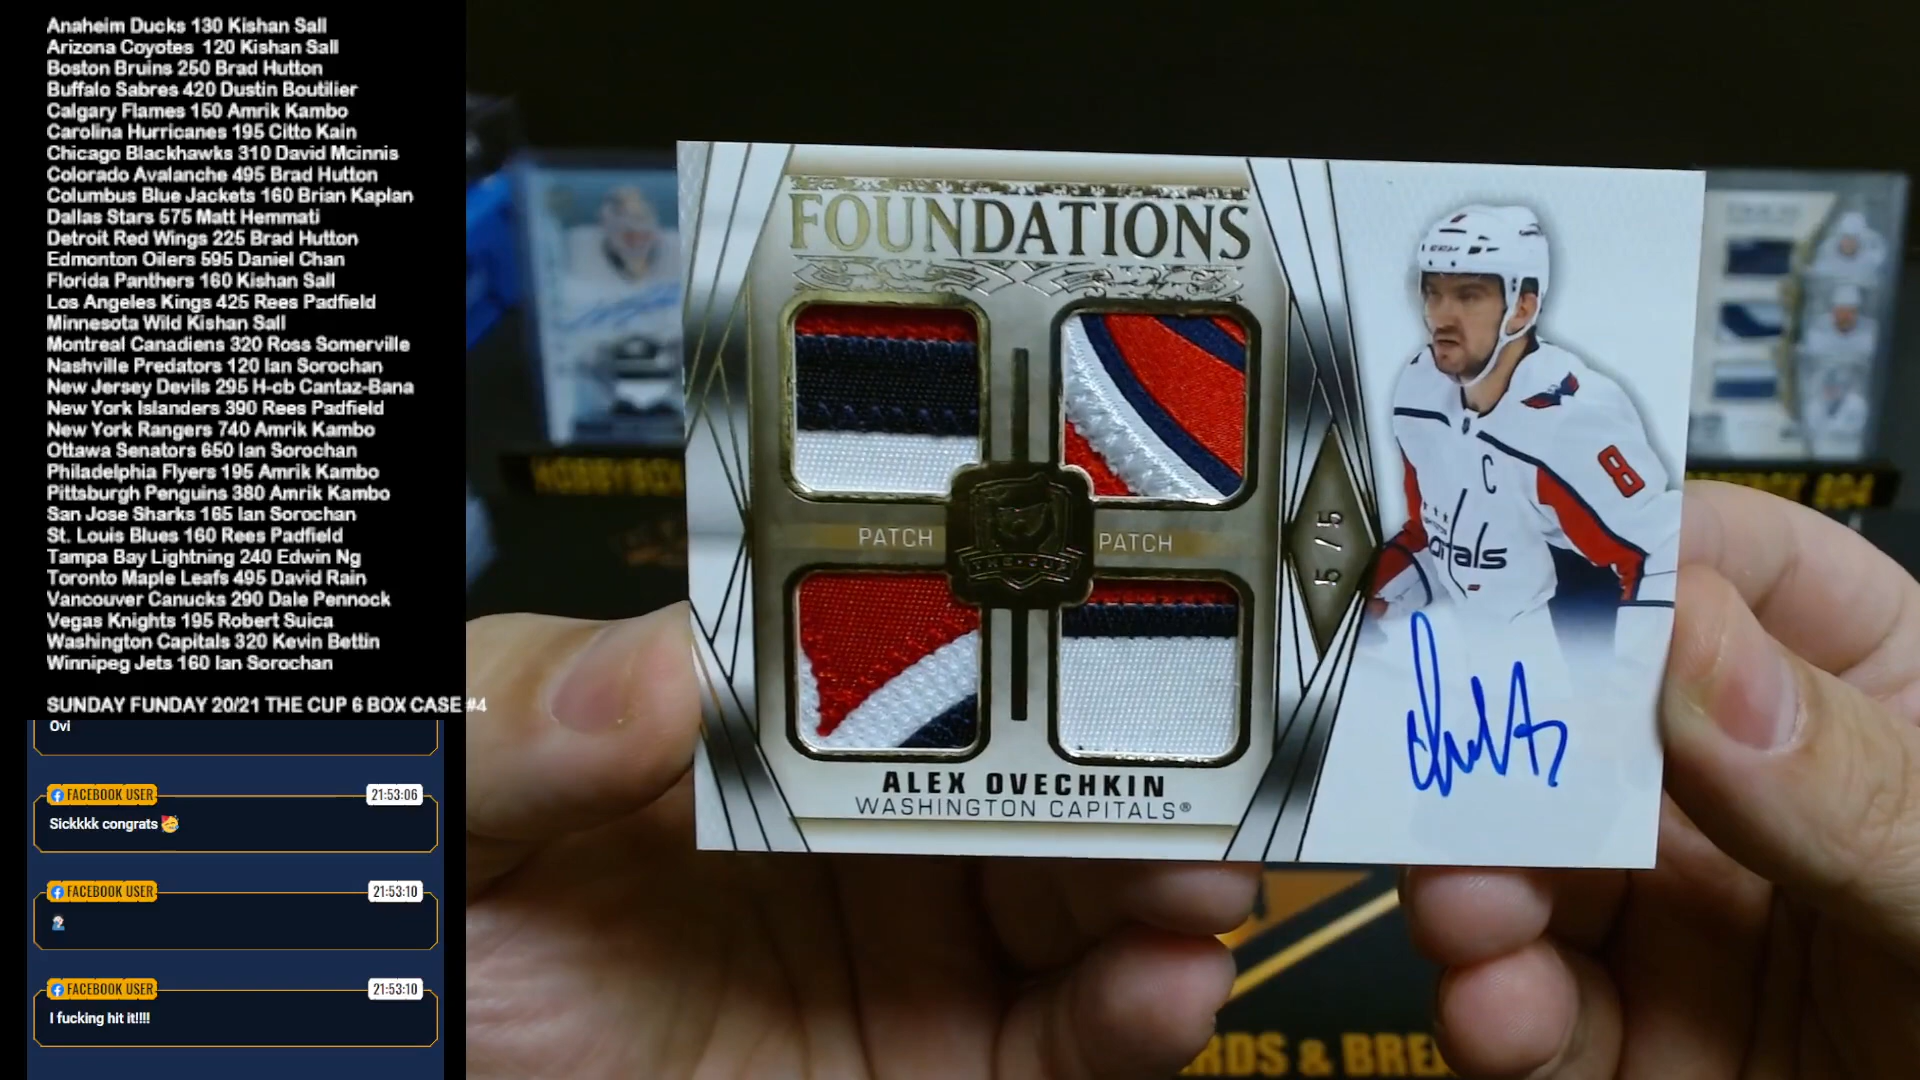 Anaheim Ducks 130 Kishan Sall
Arizona Coyotes 120 Kishan Sall
Boston Bruins 250 Brad Hutton
Buffalo Sabres 420 Dustin Boutilier
Calgary Flames 150 Amrik Kambo
Carolina Hurricanes 195 Citto Kain
Chicago Blackhawks 310 David Mcinnis
Colorado Avalanche 495 Brad Hutton
Columbus Blue Jackets 160 Brian Kaplan
Dallas Stars 575 Matt Hemmati
Detroit Red Wings 225 Brad Hutton
Edmonton Oilers 595 Daniel Chan
Florida Panthers 160 Kishan Sall
Los Angeles Kings 425 Rees Padfield
Minnesota Wild Kishan Sall
Montreal Canadiens 320 Ross Somerville
Nashville Predators 120 Ian Sorochan
New Jersey Devils 295 H-cb Cantaz-Bana
New York Islanders 390 Rees Padfield
New York Rangers 740 Amrik Kambo
Ottawa Senators 650 Ian Sorochan
Philadelphia Flyers 195 Amrik Kambo
Pittsburgh Penguins 380 Amrik Kambo
San Jose Sharks 165 Ian Sorochan
St. Louis Blues 160 Rees Padfield
Tampa Bay Lightning 240 Edwin Ng
Toronto Maple Leafs 495 David Rain
Vancouver Canucks 290 Dale Pennock
Vegas Knights 195 Robert Suica
Washington Capitals 320 Kevin Bettin
Winnipeg Jets 160 Ian Sorochan
SUNDAY FUNDAY 20/21 THE CUP 6 BOX CASE #4
Ovi
FACEBOOK USER 21:53:06
Sickkkk congrats 🥳
FACEBOOK USER 21:53:10
FACEBOOK USER 21:53:10
I fucking hit it!!!!
FOUNDATIONS
PATCH PATCH
THE CUP
5/5
C
8
ALEX OVECHKIN
WASHINGTON CAPITALS®
HOBBYBOX
804